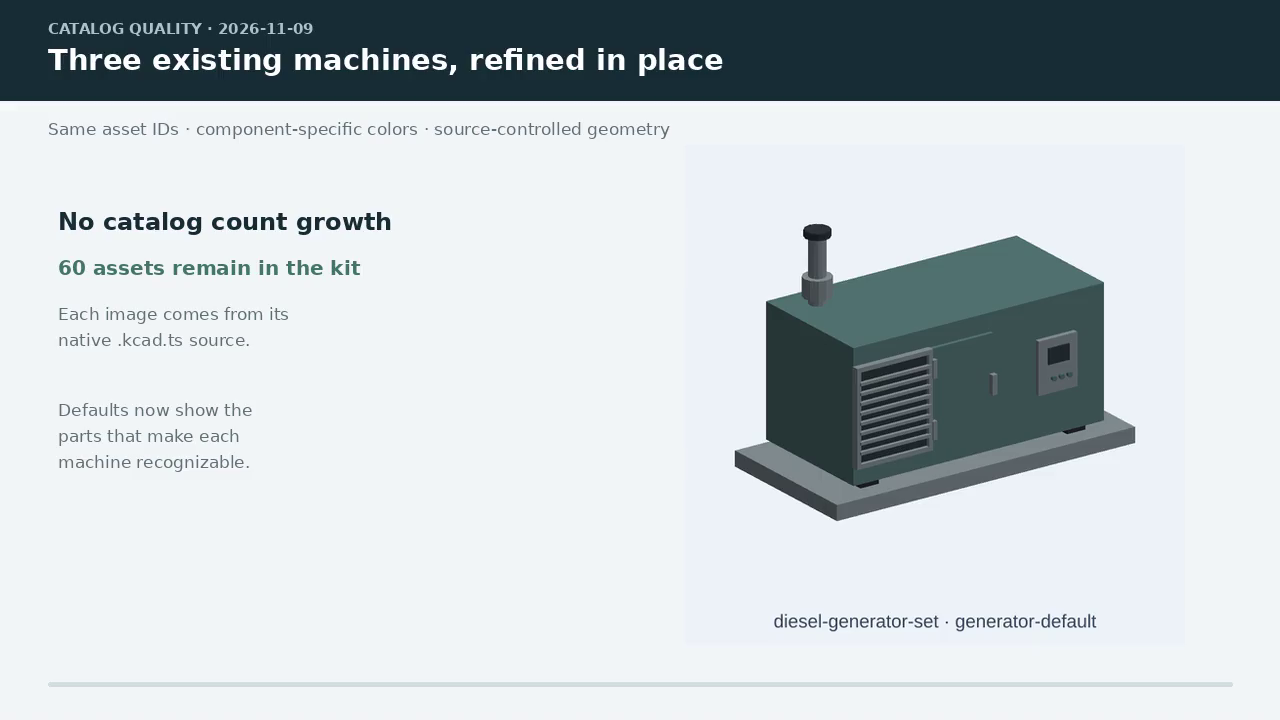 CATALOG QUALITY · 2026-11-09
Three existing machines, refined in place
Same asset IDs · component-specific colors · source-controlled geometry
No catalog count growth
60 assets remain in the kit
Each image comes from its
native .kcad.ts source.
Defaults now show the
parts that make each
machine recognizable.
diesel-generator-set · generator-default